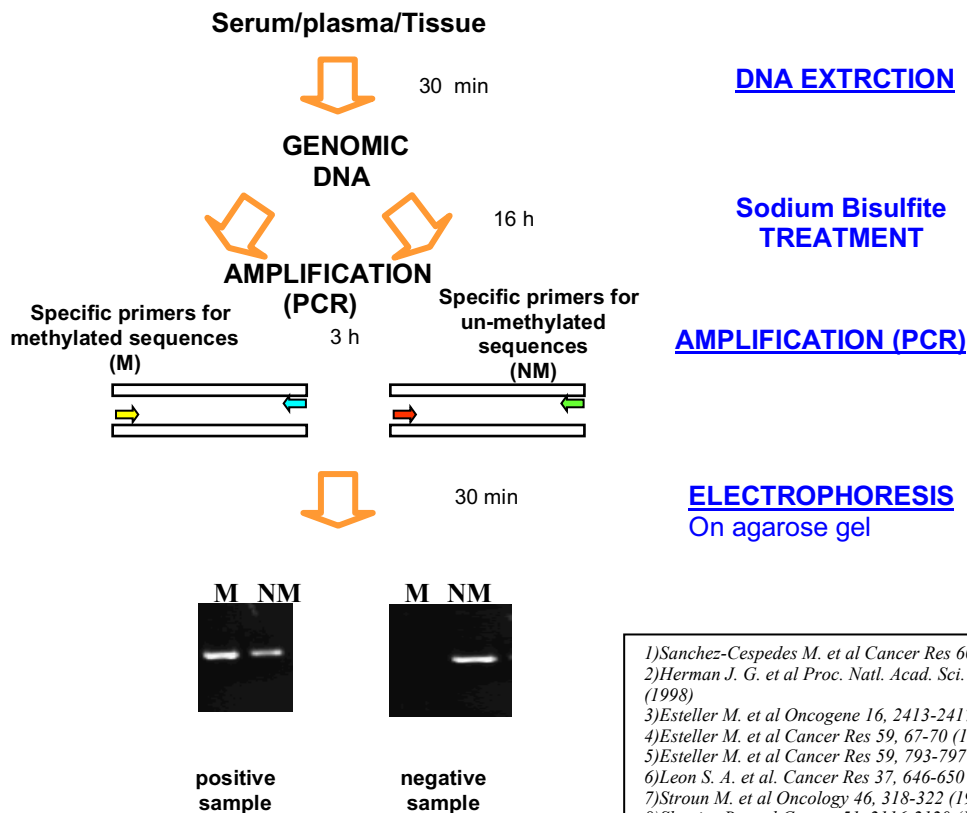 Serum/plasma/Tissue
30 min
DNA EXTRCTION
GENOMIC
DNA
16 h
Sodium Bisulfite
TREATMENT
AMPLIFICATION
(PCR)
3 h
Specific primers for
methylated sequences
(M)
Specific primers for
un-methylated
sequences
(NM)
AMPLIFICATION (PCR)
30 min
ELECTROPHORESIS
On agarose gel
M NM
M NM
positive
sample
negative
sample
1)Sanchez-Cespedes M. et al Cancer Res
2)Herman J. G. et al Proc. Natl. Acad. Sci.
(1998)
3)Esteller M. et al Oncogene 16,
4)Esteller M. et al Cancer Res 59, 67-70
5)Esteller M. et al Cancer Res 59, 793-797
6)Leon S. A. et al. Cancer Res 37, 646-650
7)Stroun M. et al Oncology 46, 318-322